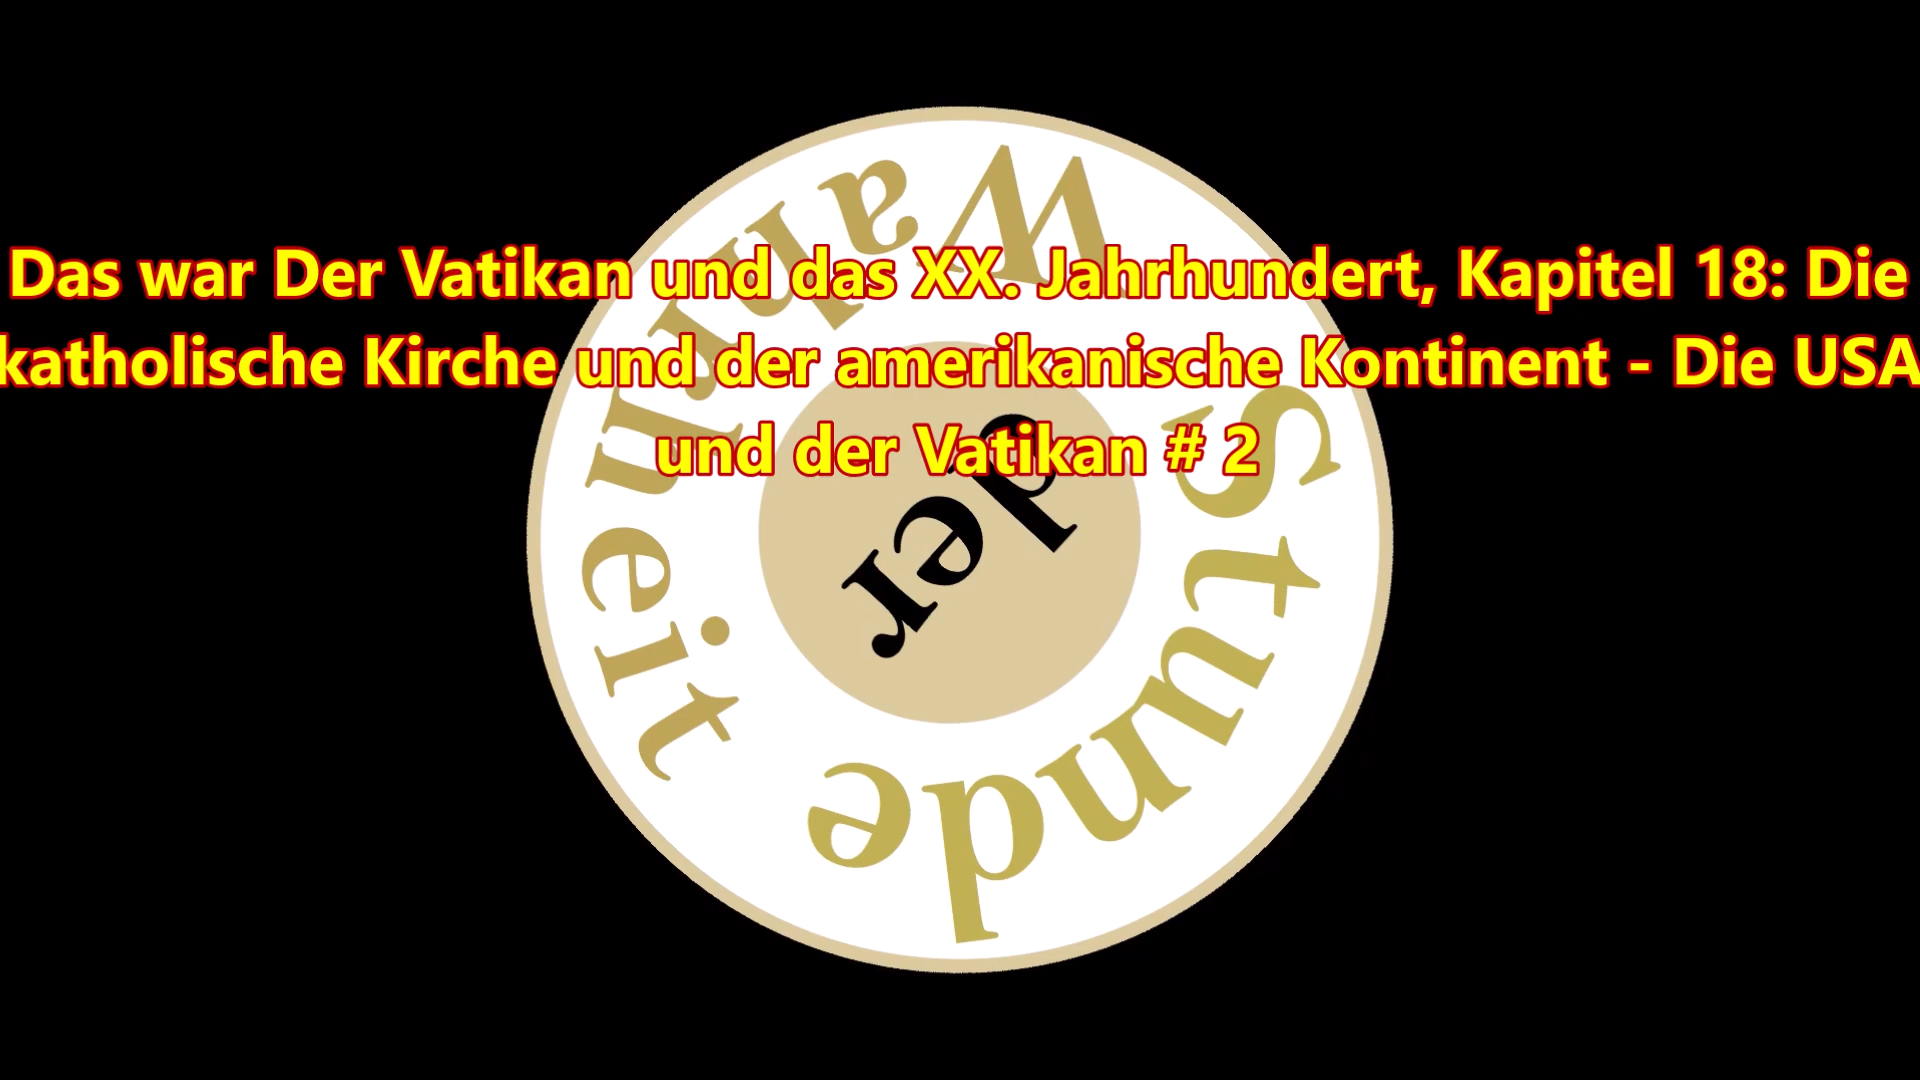 Das war Der Vatikan und das XX. Jahrhundert, Kapitel 18: Die
katholische Kirche und der amerikanische Kontinent - Die USA
und der Vatikan # 2
Stunde
der
Wahrheit